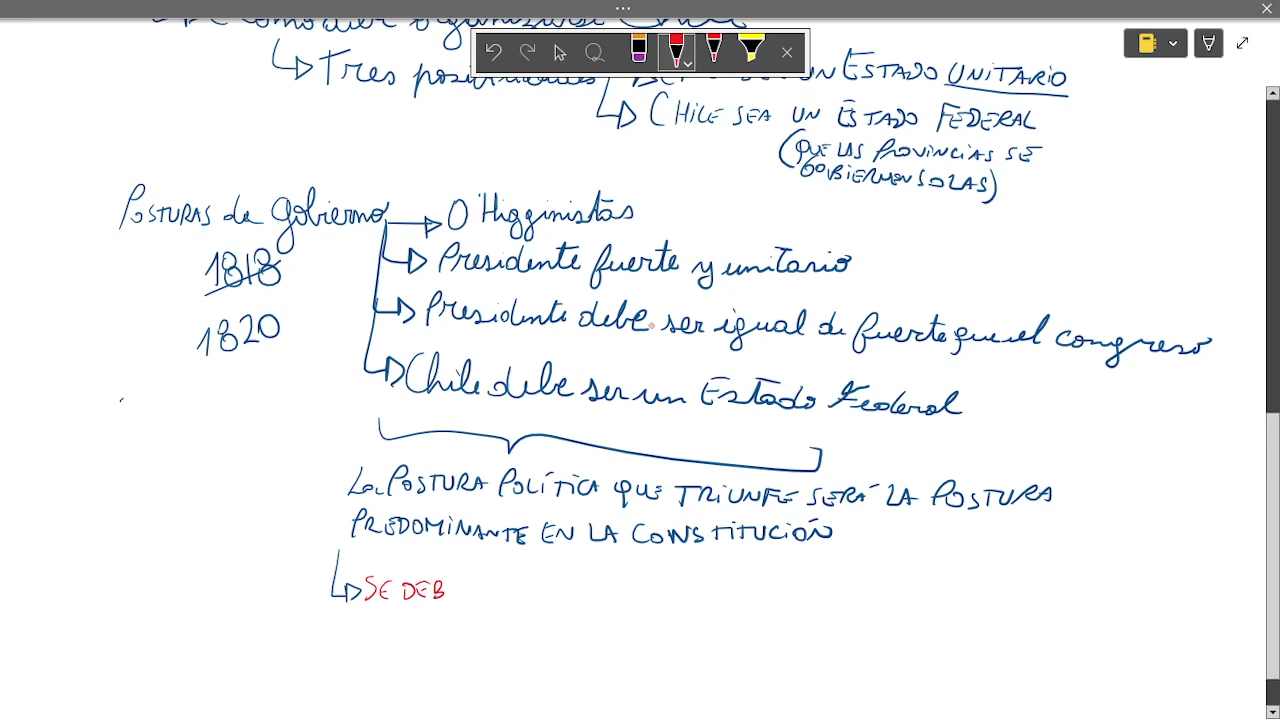 organizarse
Tres
UN ESTADO UNITARIO
CHILE SEA UN ESTADO FEDERAL
(QUE LAS PROVINCIAS SE
GOBIERNEN SOLAS)
POSTURAS de Gobierno
O Higginistas
1818
Presidente fuerte y unitario
Presidente debe ser igual de fuerte que el congreso
1820
Chile debe ser un Estado Federal
La POSTURA POLÍTICA QUE TRIUNFE SERÁ LA POSTURA
PREDOMINANTE EN LA CONSTITUCIÓN
SE DEB